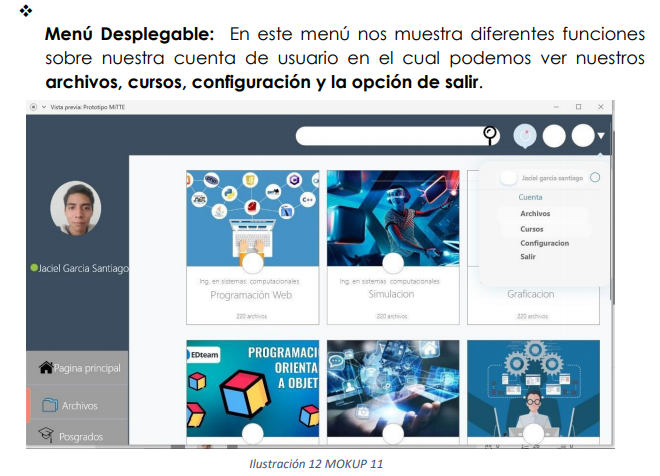 ❖
Menú Desplegable: En este menú nos muestra diferentes funciones
sobre nuestra cuenta de usuario en el cual podemos ver nuestros
archivos, cursos, configuración y la opción de salir.
Vista previa: Prototipo MITTE
Jaciel garcia santiago
Cuenta
Archivos
Cursos
Configuracion
Salir
Jaciel Garcia Santiago
C++
Ing. en sistemas computacionales
Programación Web
220 archivos
Ing. en sistemas computacionales
Simulacion
220 archivos
Graficacion
220 archivos
Pagina principal
Archivos
Posgrados
EDteam
PROGRAMACI
ORIENTA
A OBJET
Ilustración 12 MOKUP 11